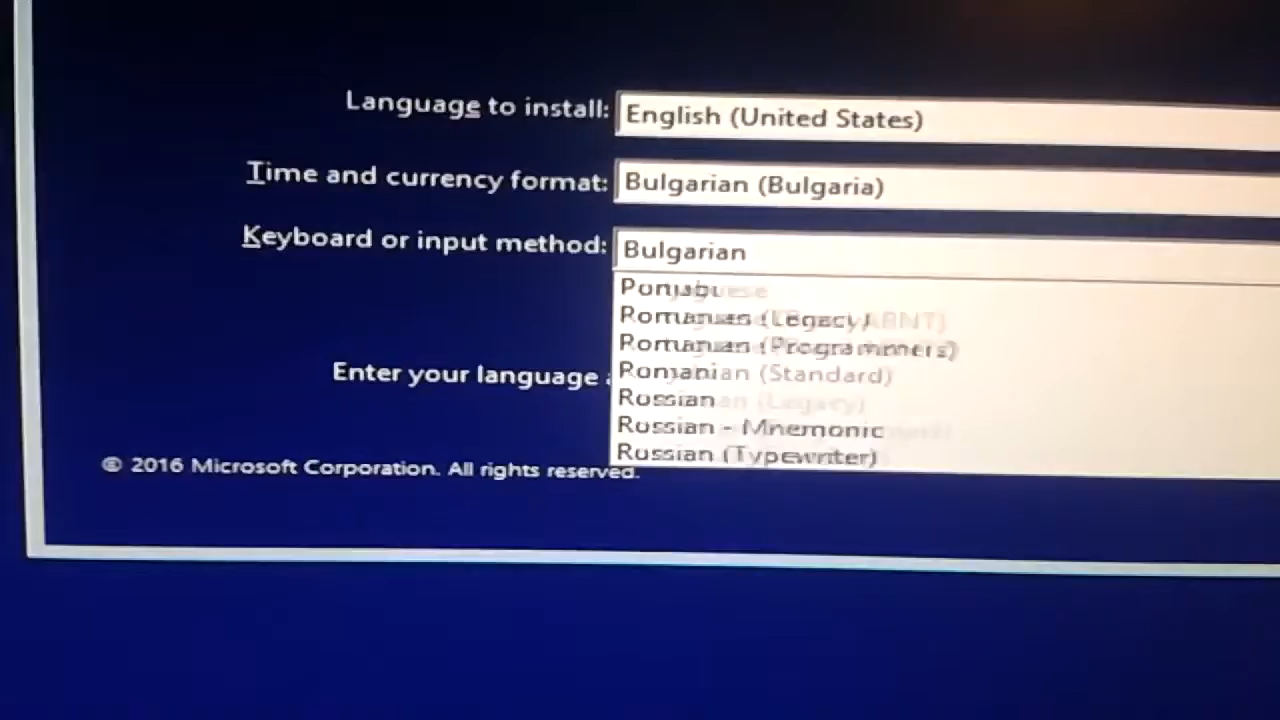 Language to install: English (United States)
Time and currency format: Bulgarian (Bulgaria)
Keyboard or input method: Bulgarian
Romanian (Legacy)
Romanian (Programmers)
Romanian (Standard)
Russian
Russian - Mnemonic
Russian (Typewriter)
Enter your language
© 2016 Microsoft Corporation. All rights reserved.